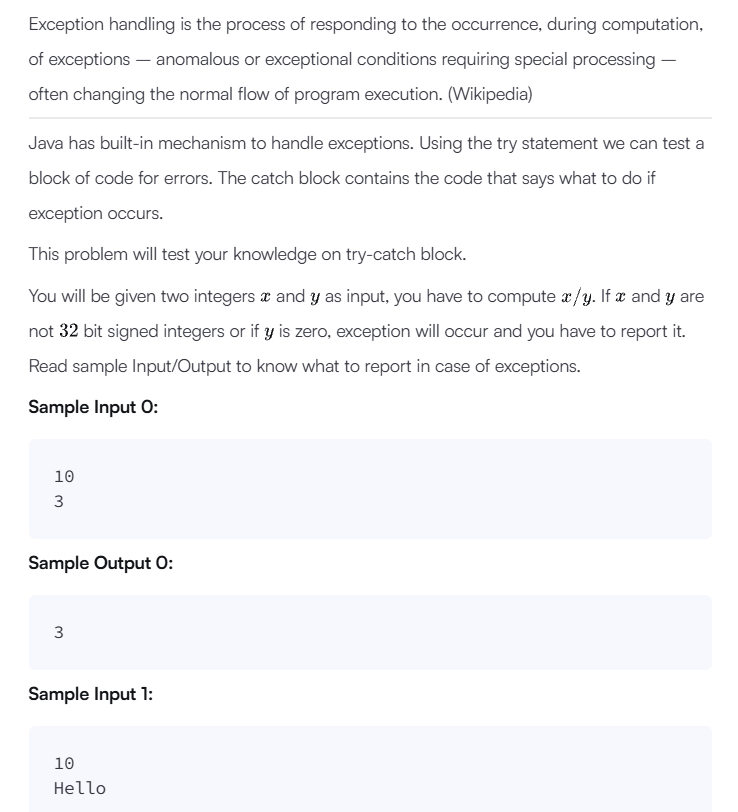 Exception handling is the process of responding to the occurrence, during computation,
of exceptions — anomalous or exceptional conditions requiring special processing —
often changing the normal flow of program execution. (Wikipedia)
Java has built-in mechanism to handle exceptions. Using the try statement we can test a
block of code for errors. The catch block contains the code that says what to do if
exception occurs.
This problem will test your knowledge on try-catch block.
You will be given two integers x and y as input, you have to compute x/y. If x and y are
not 32 bit signed integers or if y is zero, exception will occur and you have to report it.
Read sample Input/Output to know what to report in case of exceptions.
Sample Input 0:
10
3
Sample Output 0:
3
Sample Input 1:
10
Hello